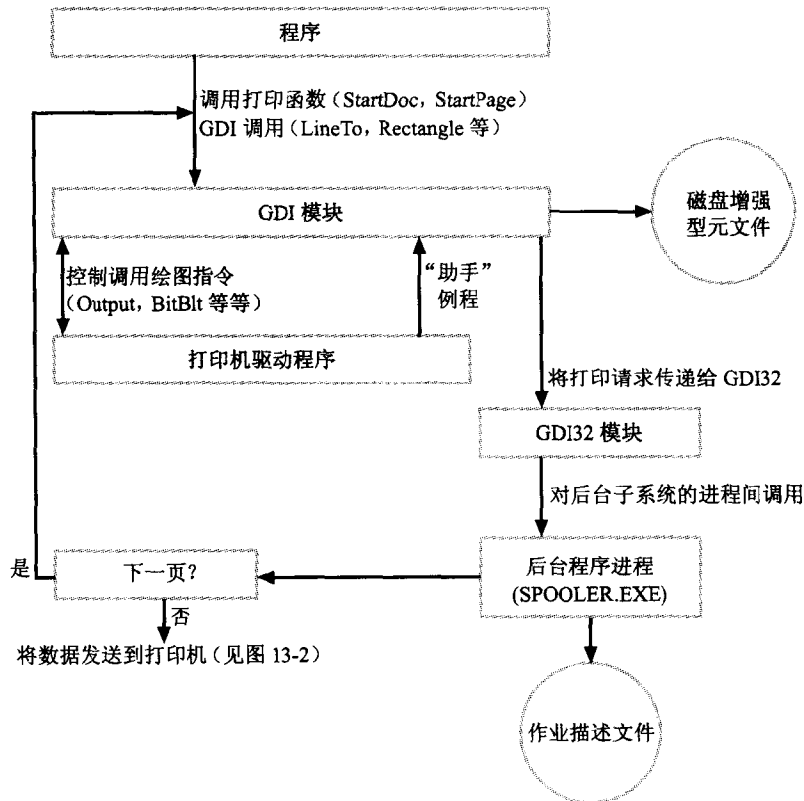 程序
调用打印函数(StartDoc, StartPage)
GDI 调用(LineTo, Rectangle 等)
GDI 模块
磁盘增强
型元文件
控制调用绘图指令
(Output, BitBlt 等等)
“助手”
例程
打印机驱动程序
将打印请求传递给 GDI32
GDI32 模块
对后台子系统的进程间调用
是
下一页?
后台程序进程
(SPOOLER.EXE)
否
将数据发送到打印机(见图 13-2)
作业描述文件